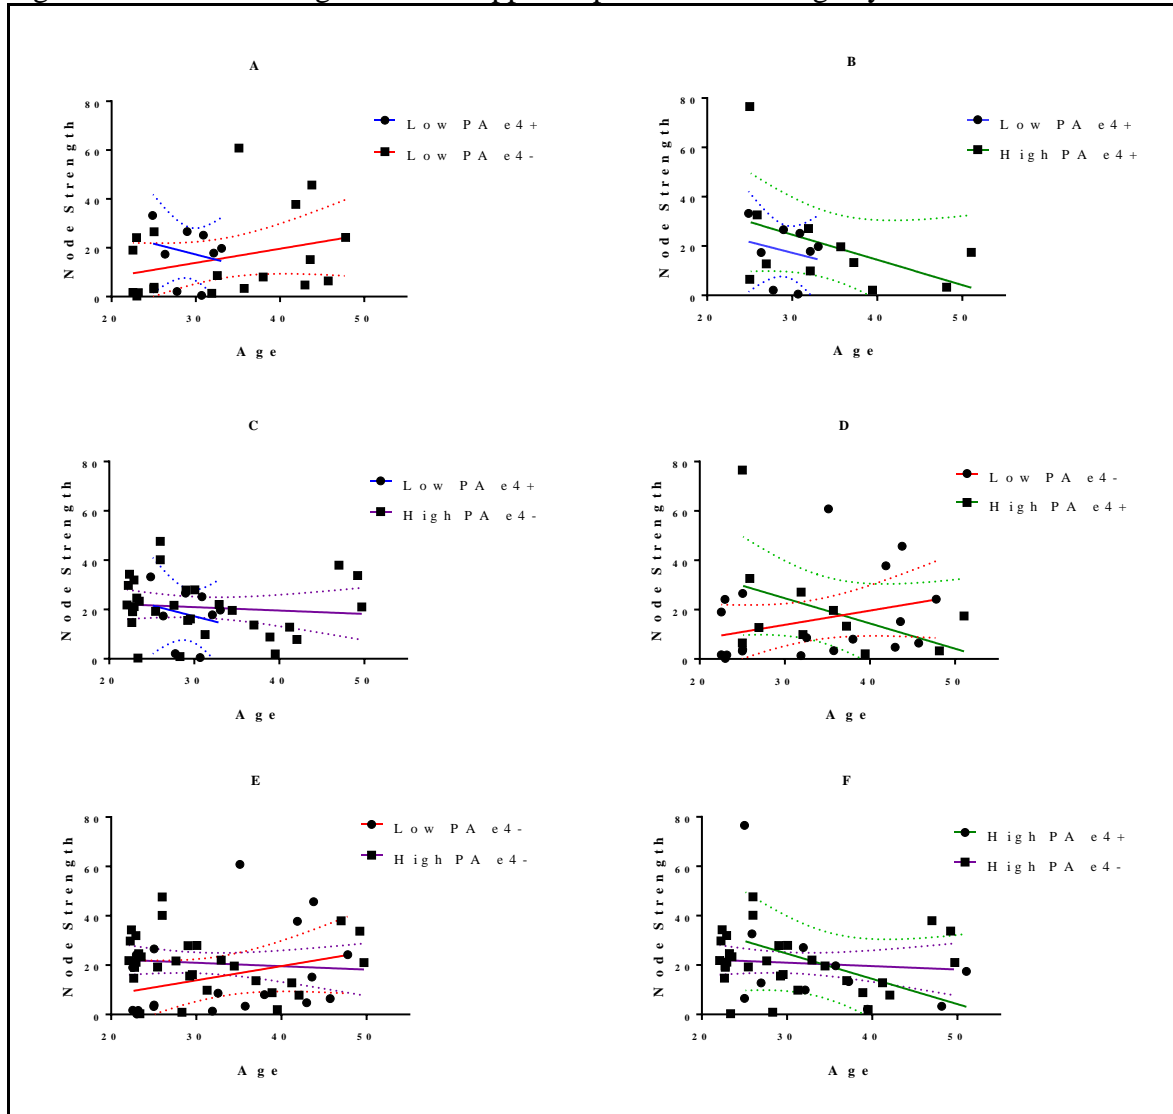 A
80
60
40
20
0
20 30 40 50
Node Strength
Age
Low PA e4+
Low PA e4-
B
80
60
40
20
0
20 30 40 50
Node Strength
Age
Low PA e4+
High PA e4+
C
80
60
40
20
0
20 30 40 50
Node Strength
Age
Low PA e4+
High PA e4-
D
80
60
40
20
0
20 30 40 50
Node Strength
Age
Low PA e4-
High PA e4+
E
80
60
40
20
0
20 30 40 50
Node Strength
Age
Low PA e4-
High PA e4-
F
80
60
40
20
0
20 30 40 50
Node Strength
Age
High PA e4+
High PA e4-